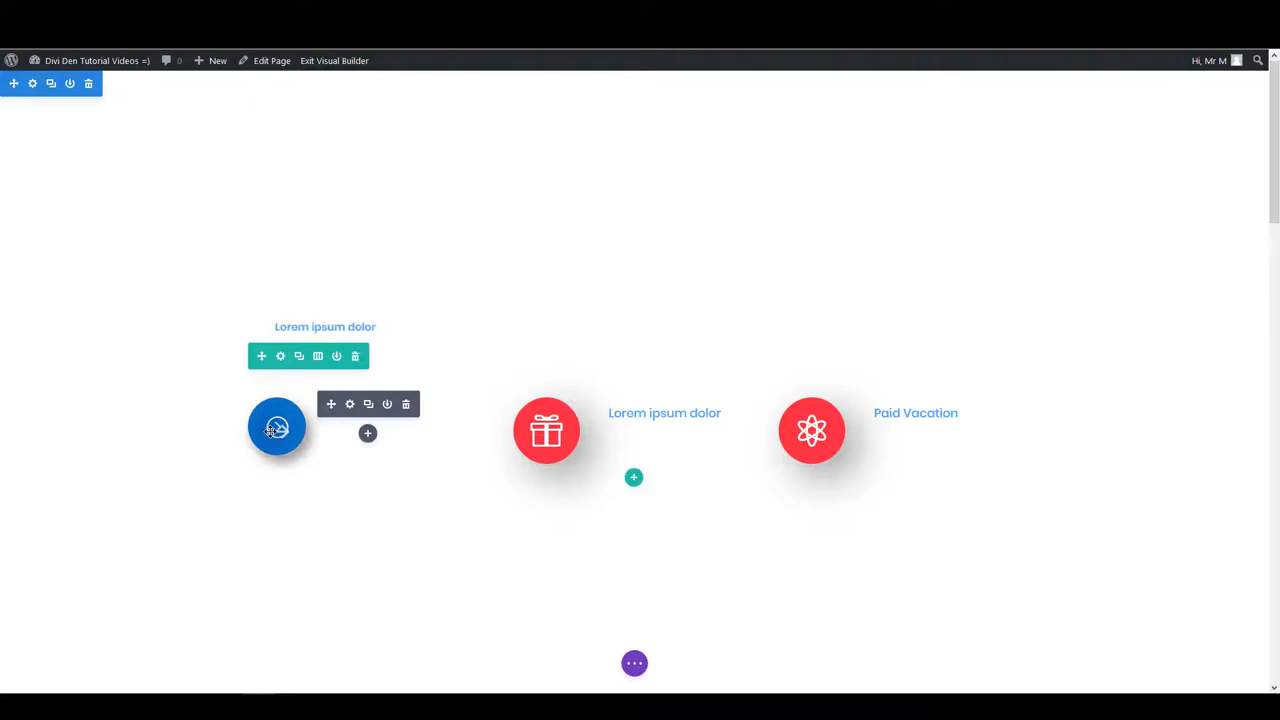 Divi Den Tutorial Videos =)
0
New
Edit Page
Exit Visual Builder
Hi, Mr M
Lorem ipsum dolor
Lorem ipsum dolor
Paid Vacation